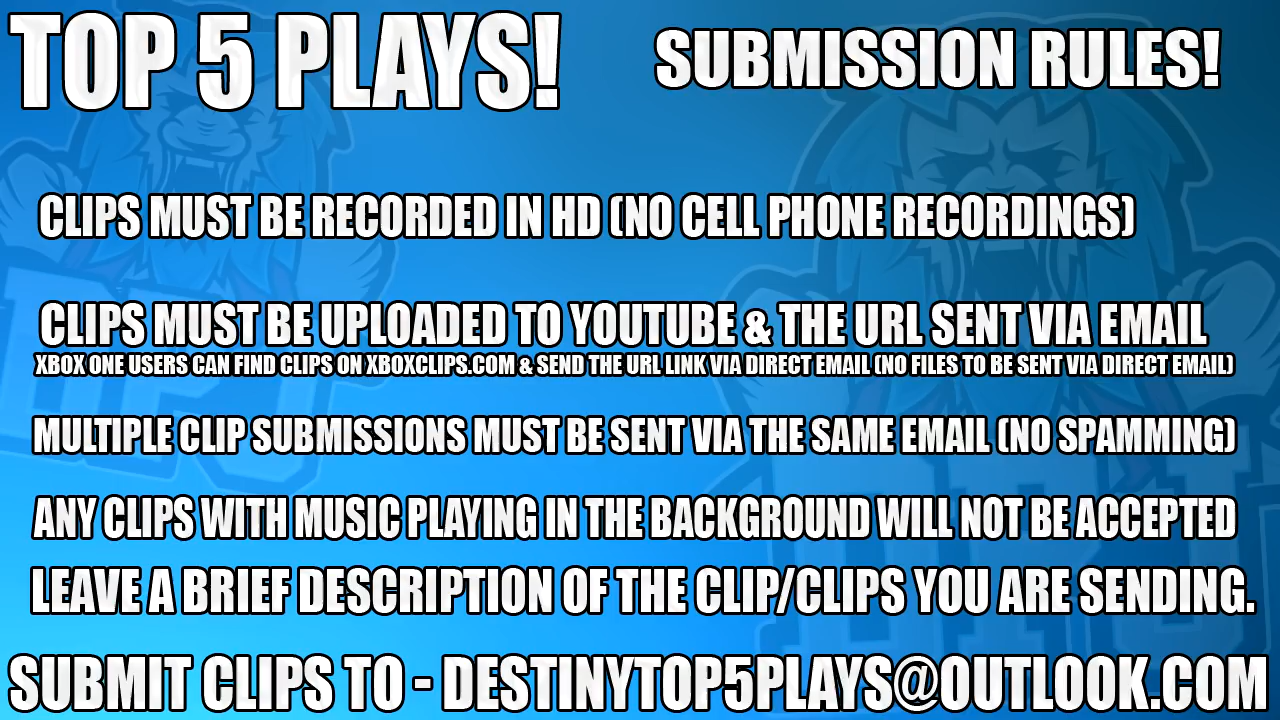 TOP 5 PLAYS!
SUBMISSION RULES!
CLIPS MUST BE RECORDED IN HD (NO CELL PHONE RECORDINGS)
CLIPS MUST BE UPLOADED TO YOUTUBE & THE URL SENT VIA EMAIL
XBOX ONE USERS CAN FIND CLIPS ON XBOXCLIPS.COM & SEND THE URL LINK VIA DIRECT EMAIL (NO FILES TO BE SENT VIA DIRECT EMAIL)
MULTIPLE CLIP SUBMISSIONS MUST BE SENT VIA THE SAME EMAIL (NO SPAMMING)
ANY CLIPS WITH MUSIC PLAYING IN THE BACKGROUND WILL NOT BE ACCEPTED
LEAVE A BRIEF DESCRIPTION OF THE CLIP/CLIPS YOU ARE SENDING.
SUBMIT CLIPS TO - DESTINYTOP5PLAYS@OUTLOOK.COM